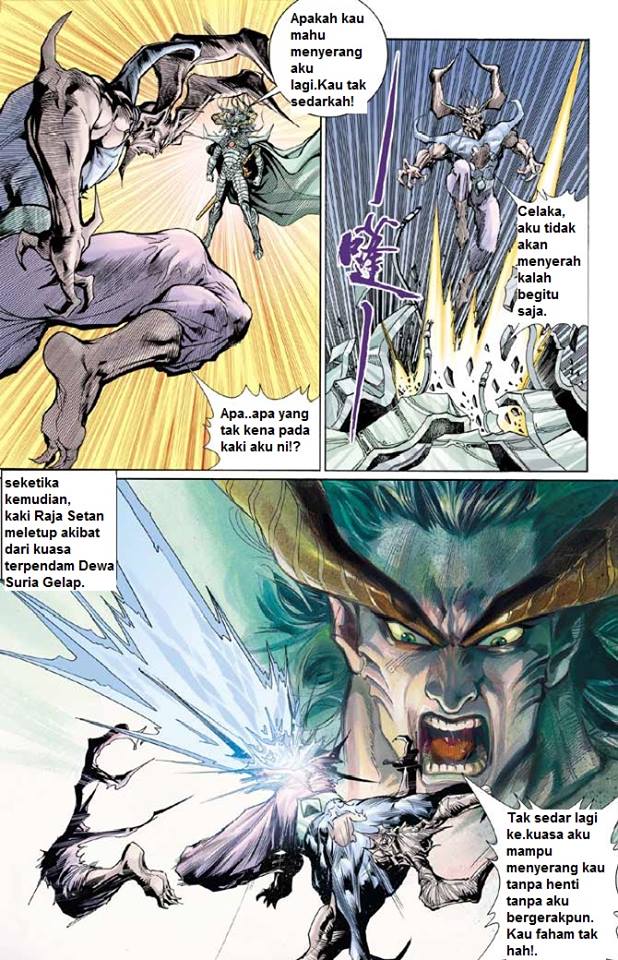 Apakah kau
mahu
menyerang
aku
lagi.Kau tak
sedarkah!
Celaka,
aku tidak
akan
menyerah
kalah
begitu
saja.
Apa..apa yang
tak kena pada
kaki aku ni!?
seketika
kemudian,
kaki Raja Setan
meletup akibat
dari kuasa
terpendam Dewa
Suria Gelap.
Tak sedar lagi
ke.kuasa aku
mampu
menyerang kau
tanpa henti
tanpa aku
bergerakpun.
Kau faham tak
hah!.